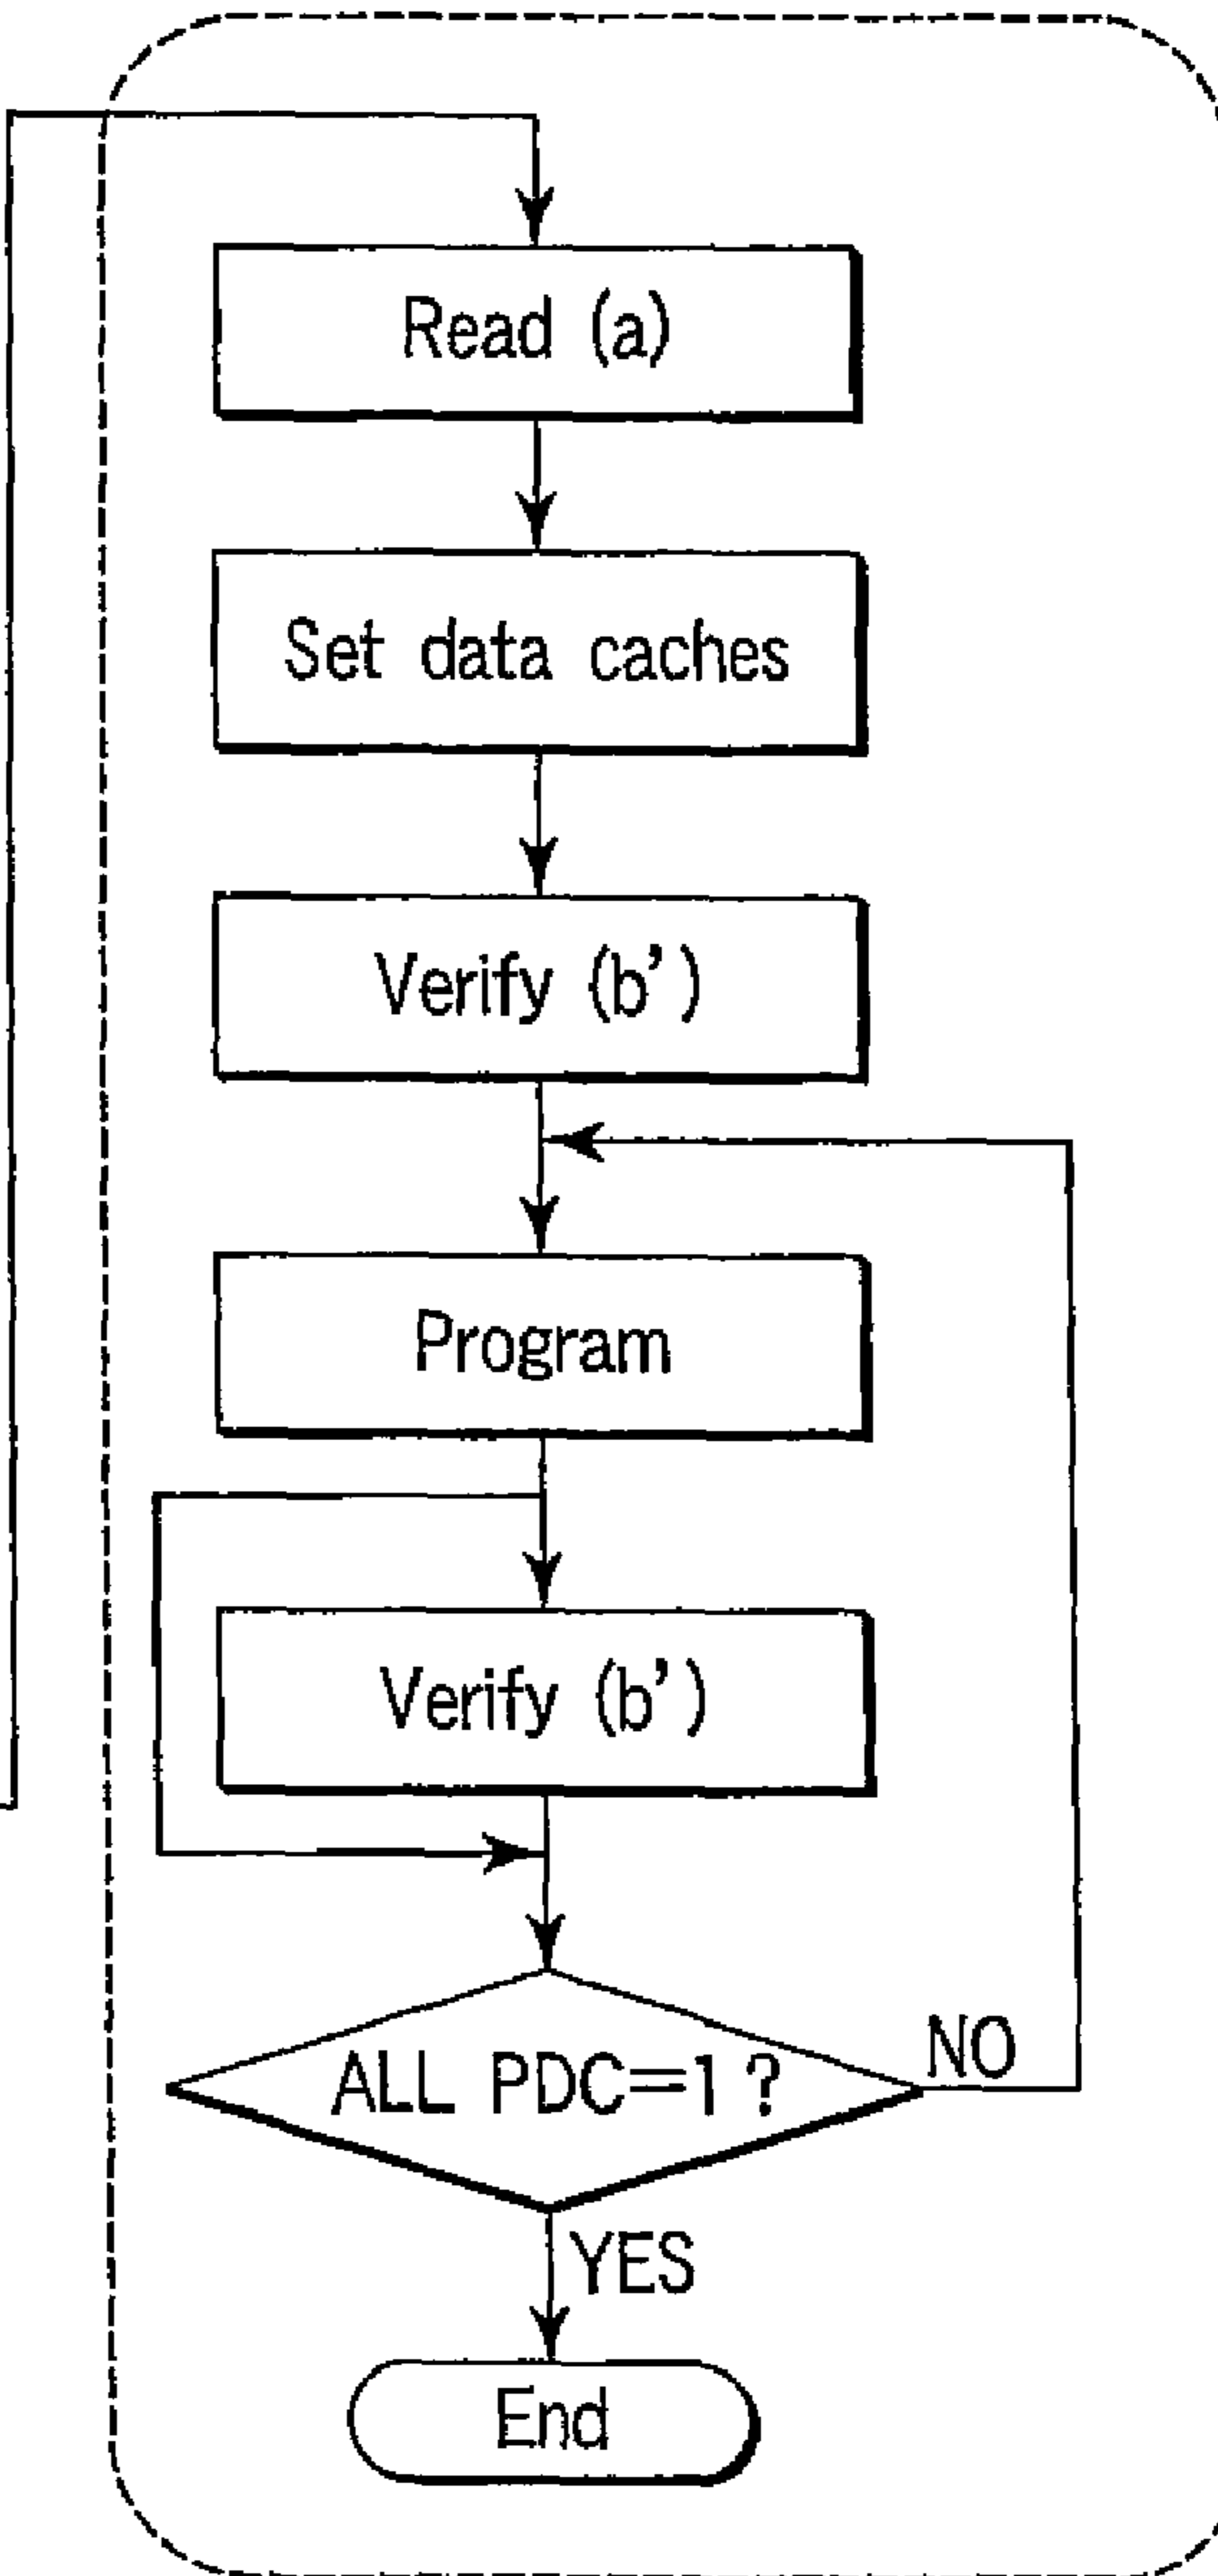 Read (a)
Set data caches
Verify (b’)
Program
Verify (b’)
ALL PDC=1 ?
NO
YES
End